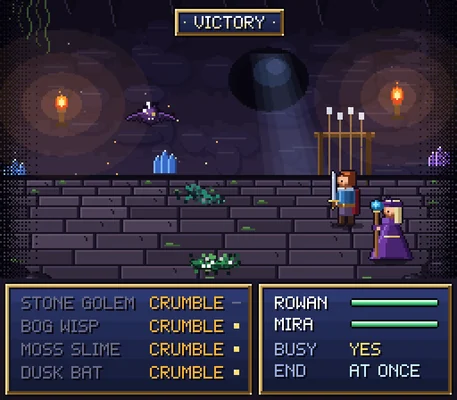 · VICTORY ·
STONE GOLEM CRUMBLE –
BOG WISP CRUMBLE ▪
MOSS SLIME CRUMBLE ▪
DUSK BAT CRUMBLE ▪
ROWAN
MIRA
BUSY YES
END AT ONCE